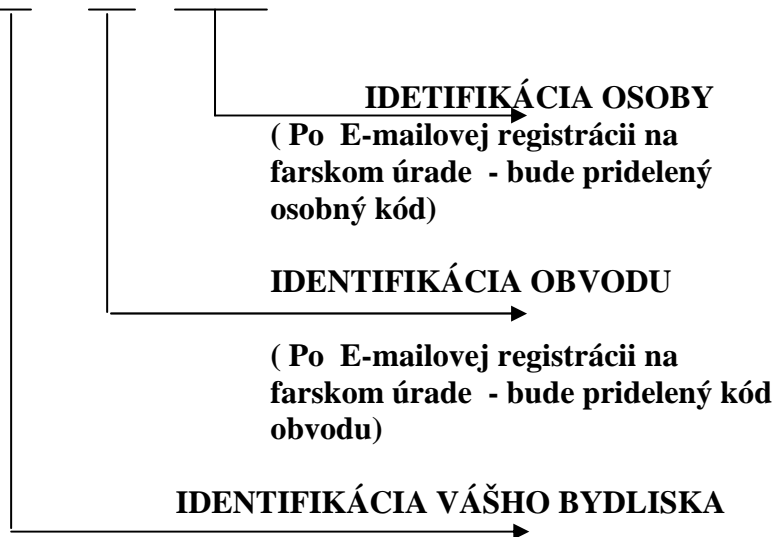 IDETIFIKÁCIA OSOBY
( Po E-mailovej registrácii na
farskom úrade - bude pridelený
osobný kód)
IDENTIFIKÁCIA OBVODU
( Po E-mailovej registrácii na
farskom úrade - bude pridelený kód
obvodu)
IDENTIFIKÁCIA VÁŠHO BYDLISKA